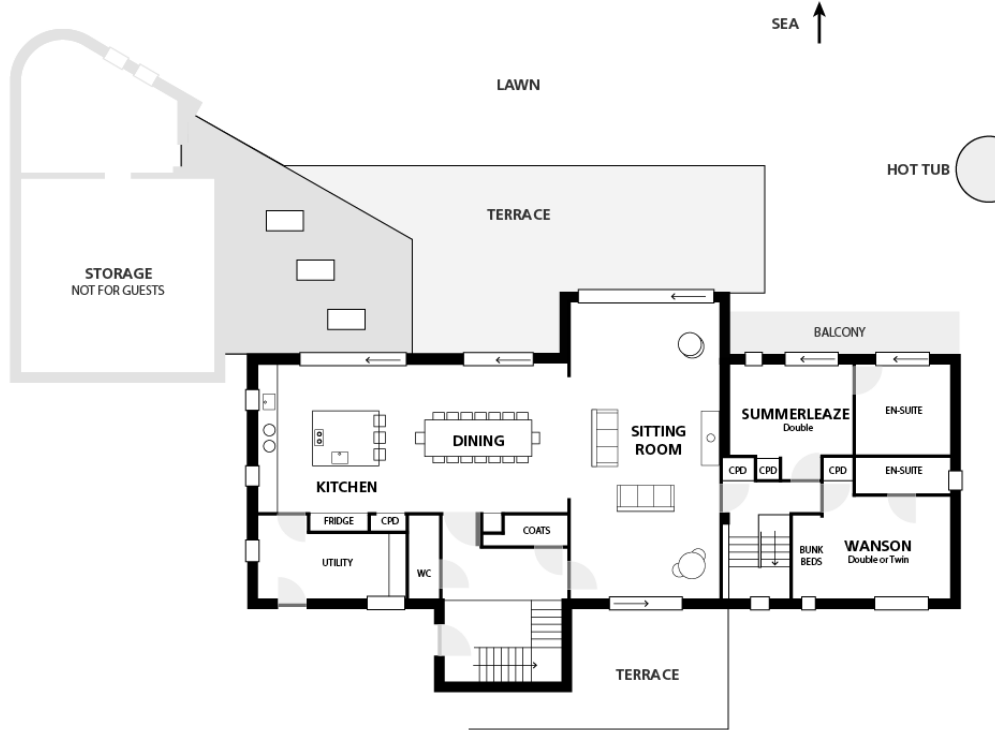 SEA
LAWN
HOT TUB
TERRACE
STORAGE
NOT FOR GUESTS
BALCONY
SUMMERLEAZE
Double
EN-SUITE
DINING
SITTING
ROOM
KITCHEN
CPD
CPD
CPD
EN-SUITE
FRIDGE
CPD
COATS
UTILITY
WC
BUNK
BEDS
WANSON
Double or Twin
TERRACE